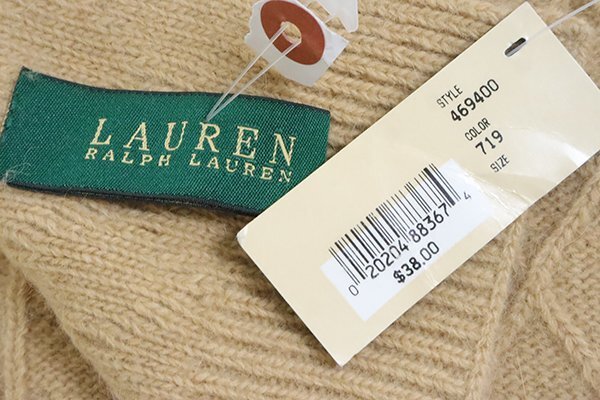 LAUREN
RALPH LAUREN
STYLE
469400
COLOR
719
SIZE
0 20204 88367 4
$38.00